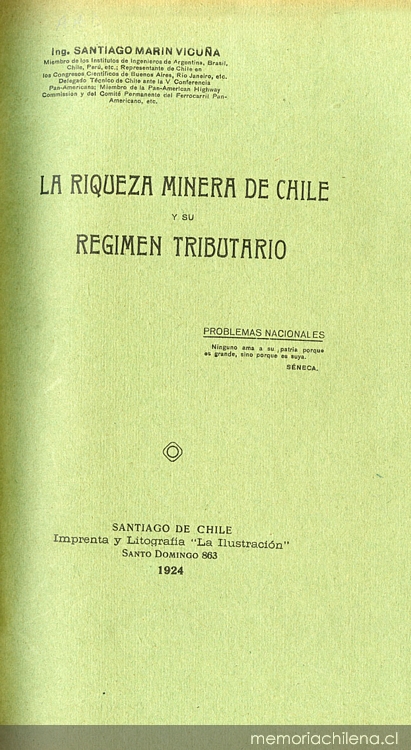 Ing. SANTIAGO MARIN VICUÑA
Miembro de los Institutos de Ingenieros de Argentina, Brasil,
Chile, Perú, etc.; Representante de Chile en
los Congresos Científicos de Buenos Aires, Río Janeiro, etc.
Delegado Técnico de Chile ante la V Conferencia
Pan-Americana; Miembro de la Pan-American Highway
Commission y del Comité Permanente del Ferrocarril Pan-
Americano, etc.
LA RIQUEZA MINERA DE CHILE
Y SU
REGIMEN TRIBUTARIO
PROBLEMAS NACIONALES
Ninguno ama a su patria porque
es grande, sino porque es suya.
SÉNECA.
SANTIAGO DE CHILE
Imprenta y Litografía "La Ilustración"
SANTO DOMINGO 863
1924
memoriachilena.cl